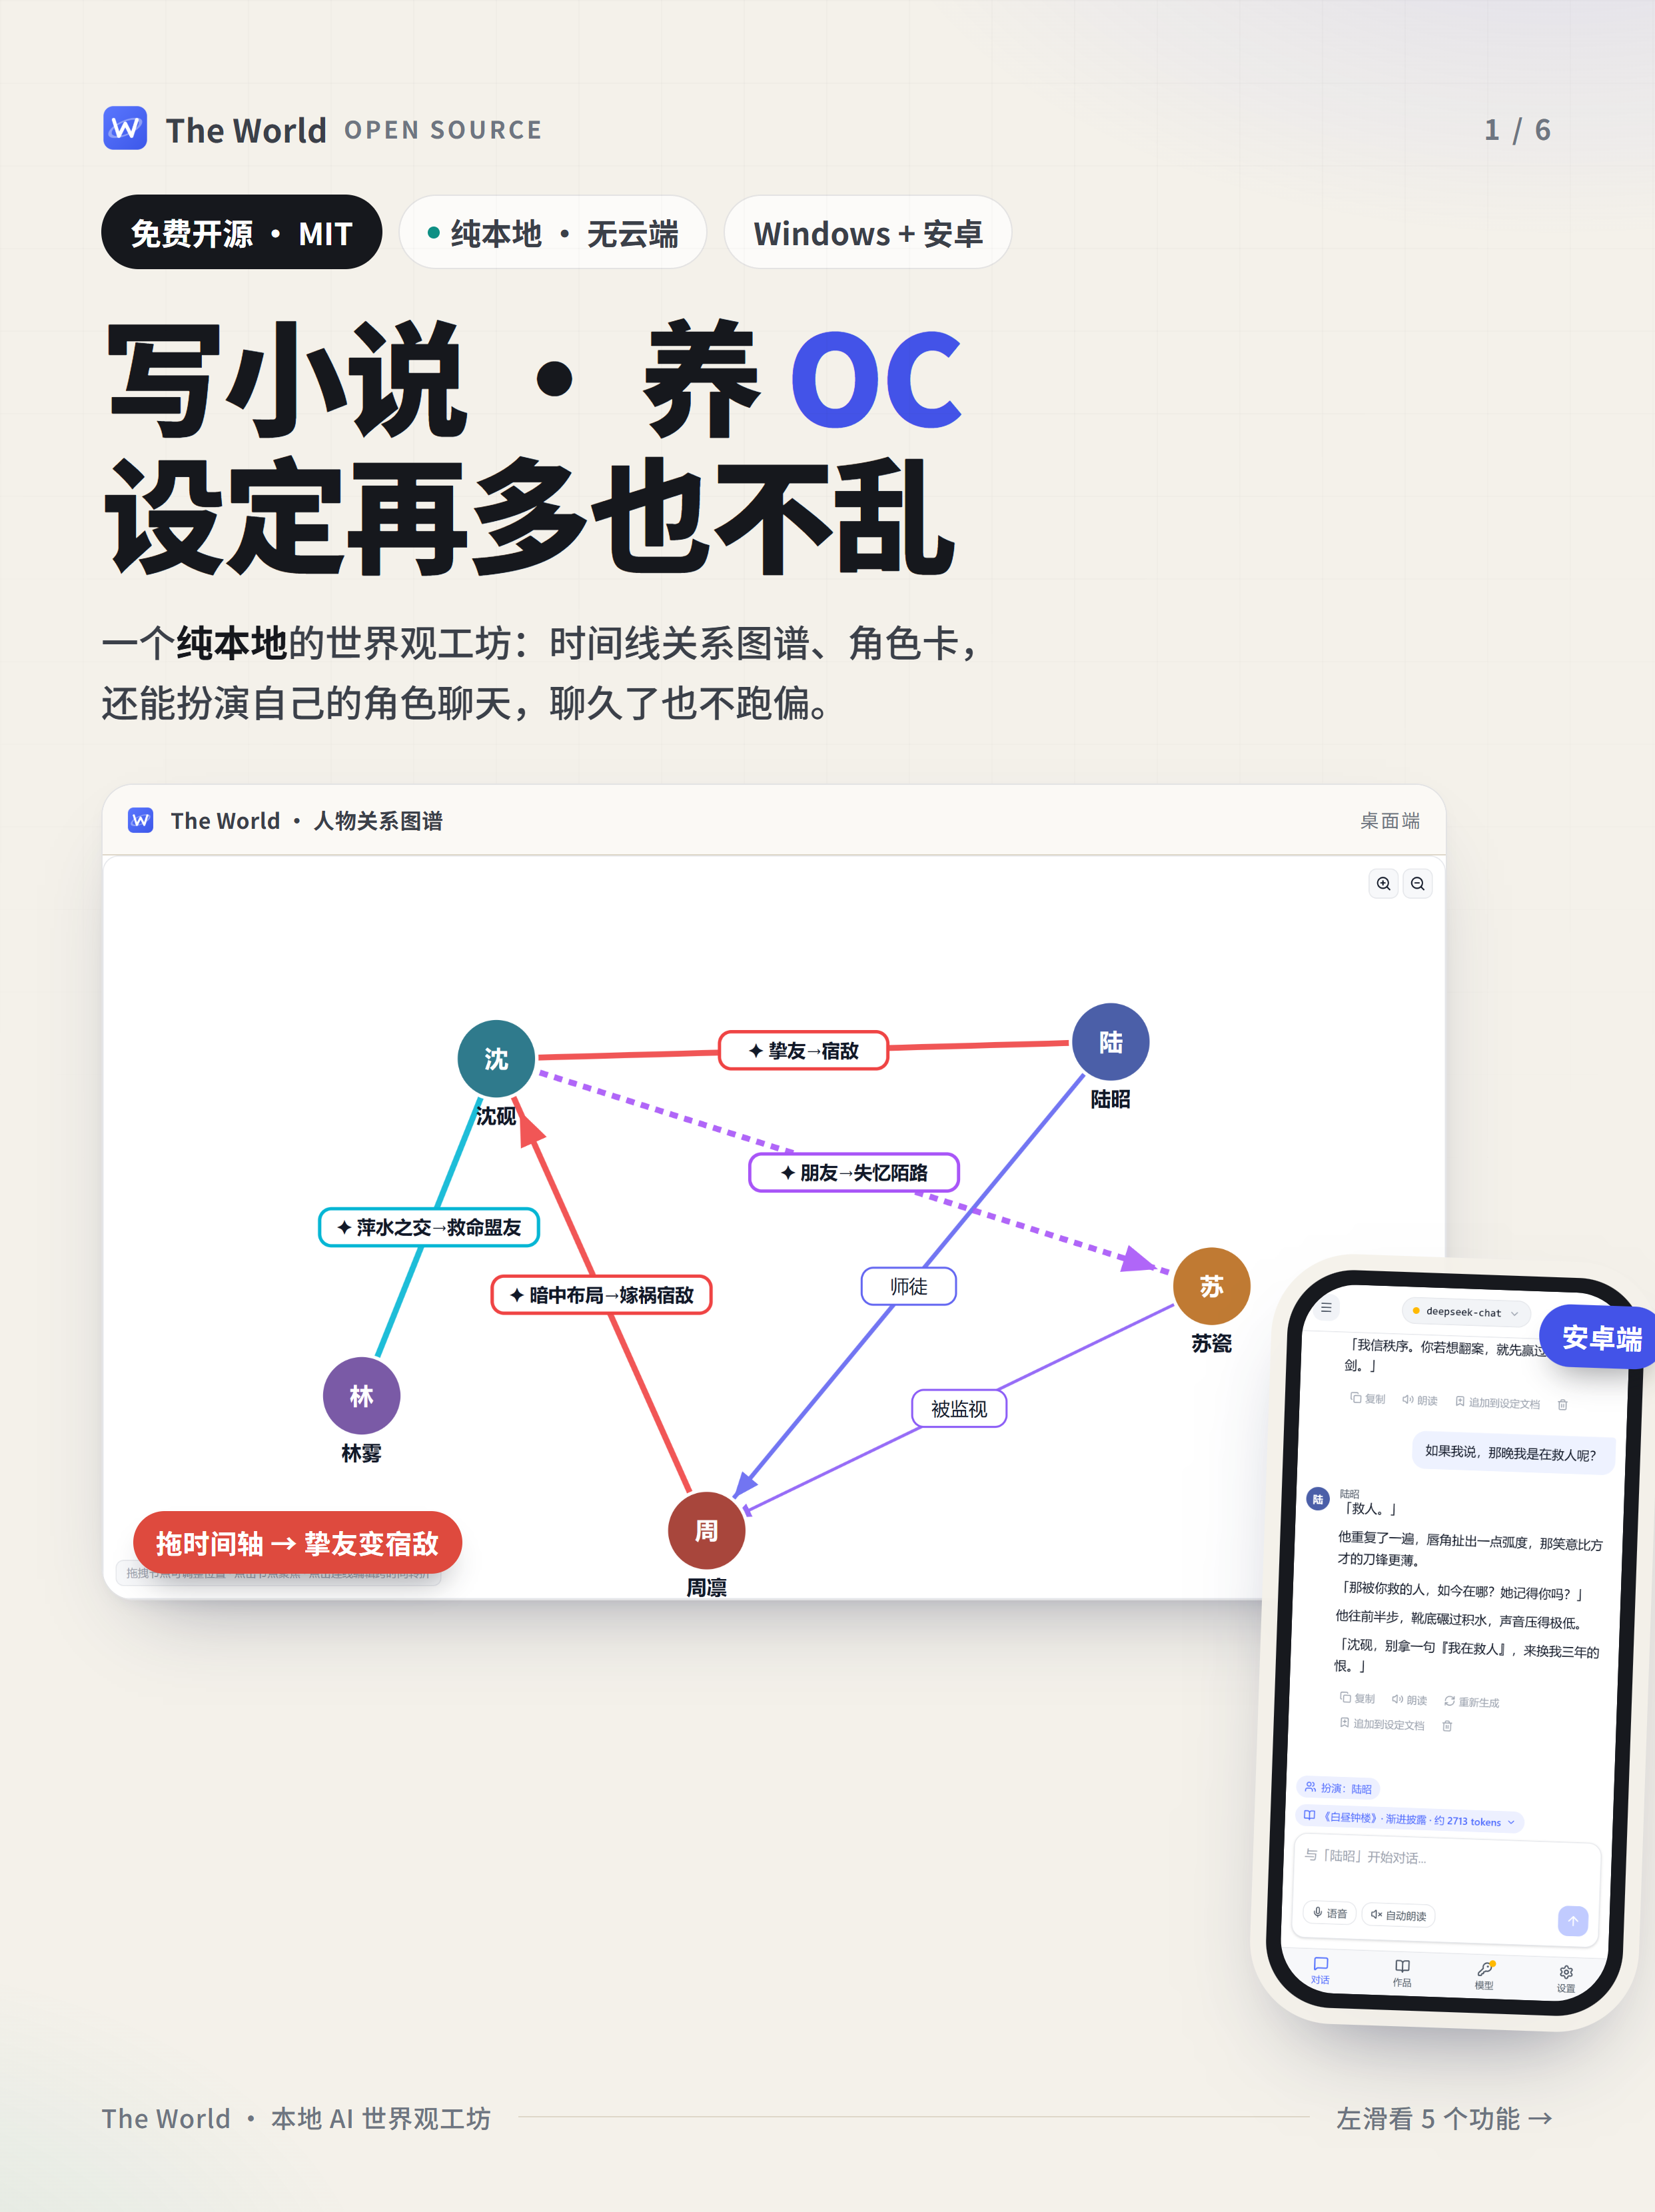 The World OPEN SOURCE
1 / 6
免费开源 · MIT
纯本地 · 无云端
Windows + 安卓
写小说 · 养 OC
设定再多也不乱
一个纯本地的世界观工坊：时间线关系图谱、角色卡，
还能扮演自己的角色聊天，聊久了也不跑偏。
The World · 人物关系图谱
桌面端
沈
沈砚
✦ 挚友→宿敌
陆
陆昭
✦ 朋友→失忆陌路
✦ 萍水之交→救命盟友
✦ 暗中布局→嫁祸宿敌
师徒
苏
苏瓷
被监视
林
林雾
周
周凛
拖时间轴 → 挚友变宿敌
安卓端
deepseek-chat
「我信秩序。你若想翻案，就先赢过
剑。」
复制 朗读 追加到设定文档
如果我说，那晚我是在救人呢？
陆
陆昭
「救人。」
他重复了一遍，唇角扯出一点弧度，那笑意比方
才的刀锋更薄。
「那被你救的人，如今在哪？她记得你吗？」
他往前半步，靴底碾过积水，声音压得极低。
「沈砚，别拿一句『我在救人』，来换我三年的
恨。」
复制 朗读 重新生成
追加到设定文档
扮演：陆昭
《白昼钟楼》· 渐进披露 · 约 2713 tokens
与「陆昭」开始对话...
语音 自动朗读
对话 作品 模型 设置
The World · 本地 AI 世界观工坊
左滑看 5 个功能 →